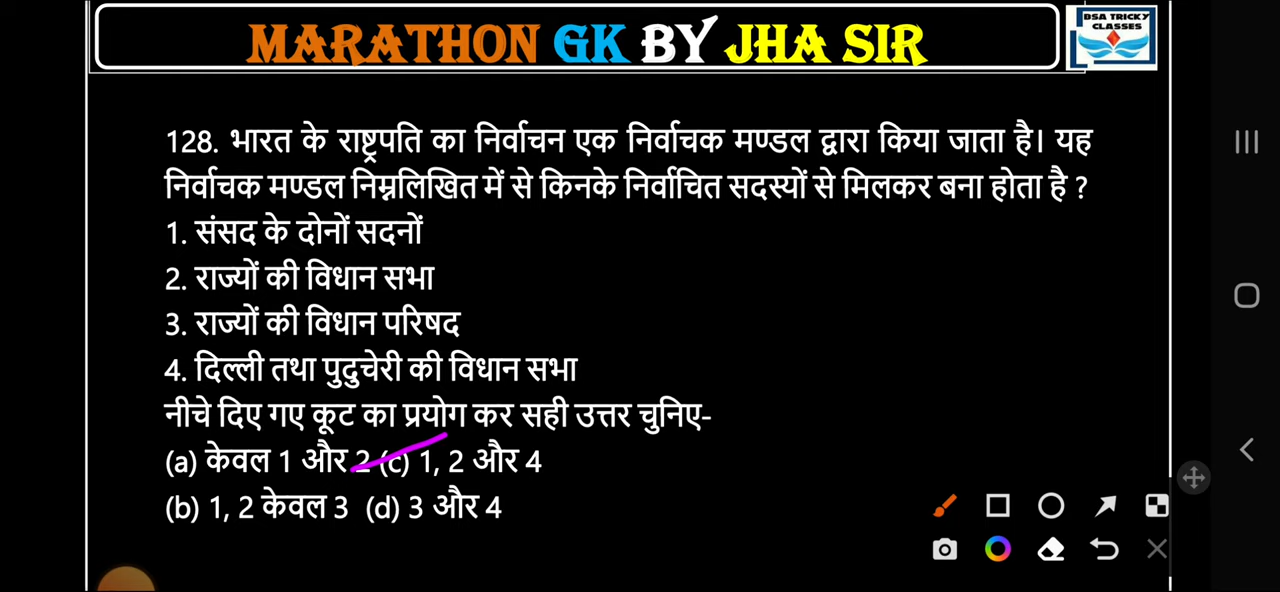 MARATHON GK BY JHA SIR
BSA TRICKY
CLASSES
128. भारत के राष्ट्रपति का निर्वाचन एक निर्वाचक मण्डल द्वारा किया जाता है। यह
निर्वाचक मण्डल निम्नलिखित में से किनके निर्वाचित सदस्यों से मिलकर बना होता है ?
1. संसद के दोनों सदनों
2. राज्यों की विधान सभा
3. राज्यों की विधान परिषद
4. दिल्ली तथा पुदुचेरी की विधान सभा
नीचे दिए गए कूट का प्रयोग कर सही उत्तर चुनिए-
(a) केवल 1 और 2 (c) 1, 2 और 4
(b) 1, 2 केवल 3 (d) 3 और 4